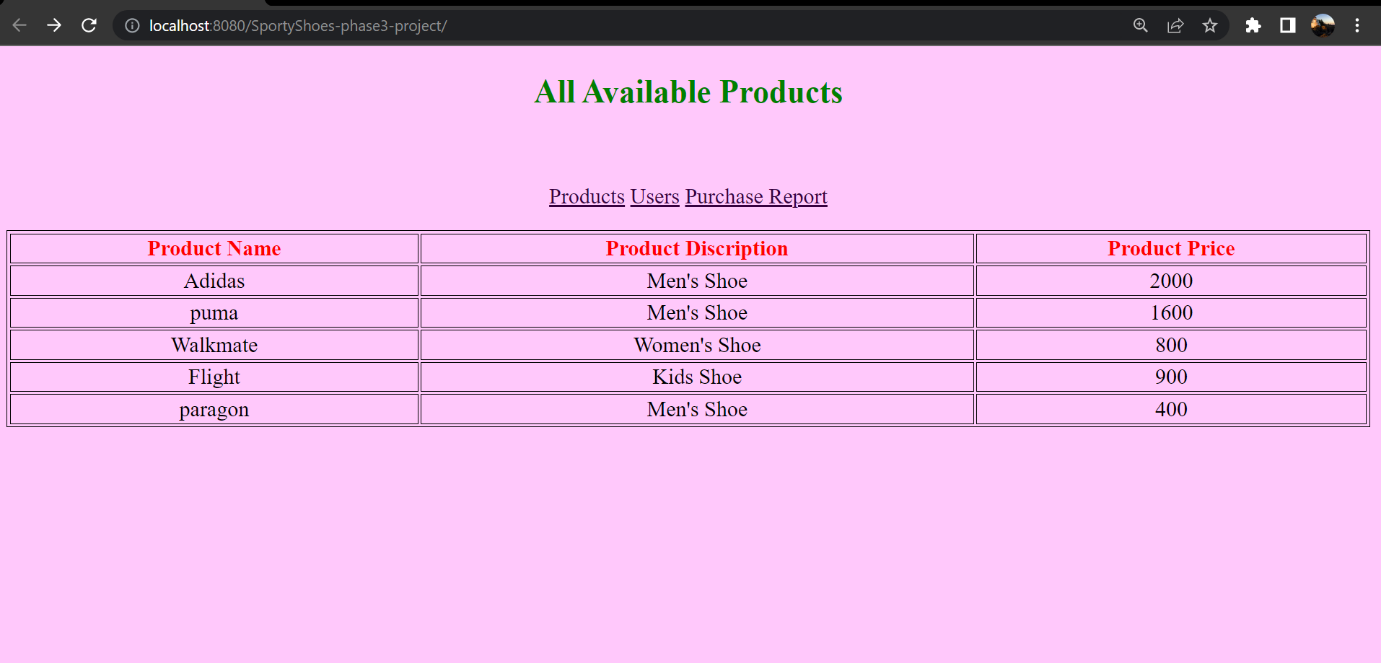 localhost:8080/SportyShoes-phase3-project/
All Available Products
Products Users Purchase Report
Product Name Product Discription Product Price
Adidas Men's Shoe 2000
puma Men's Shoe 1600
Walkmate Women's Shoe 800
Flight Kids Shoe 900
paragon Men's Shoe 400